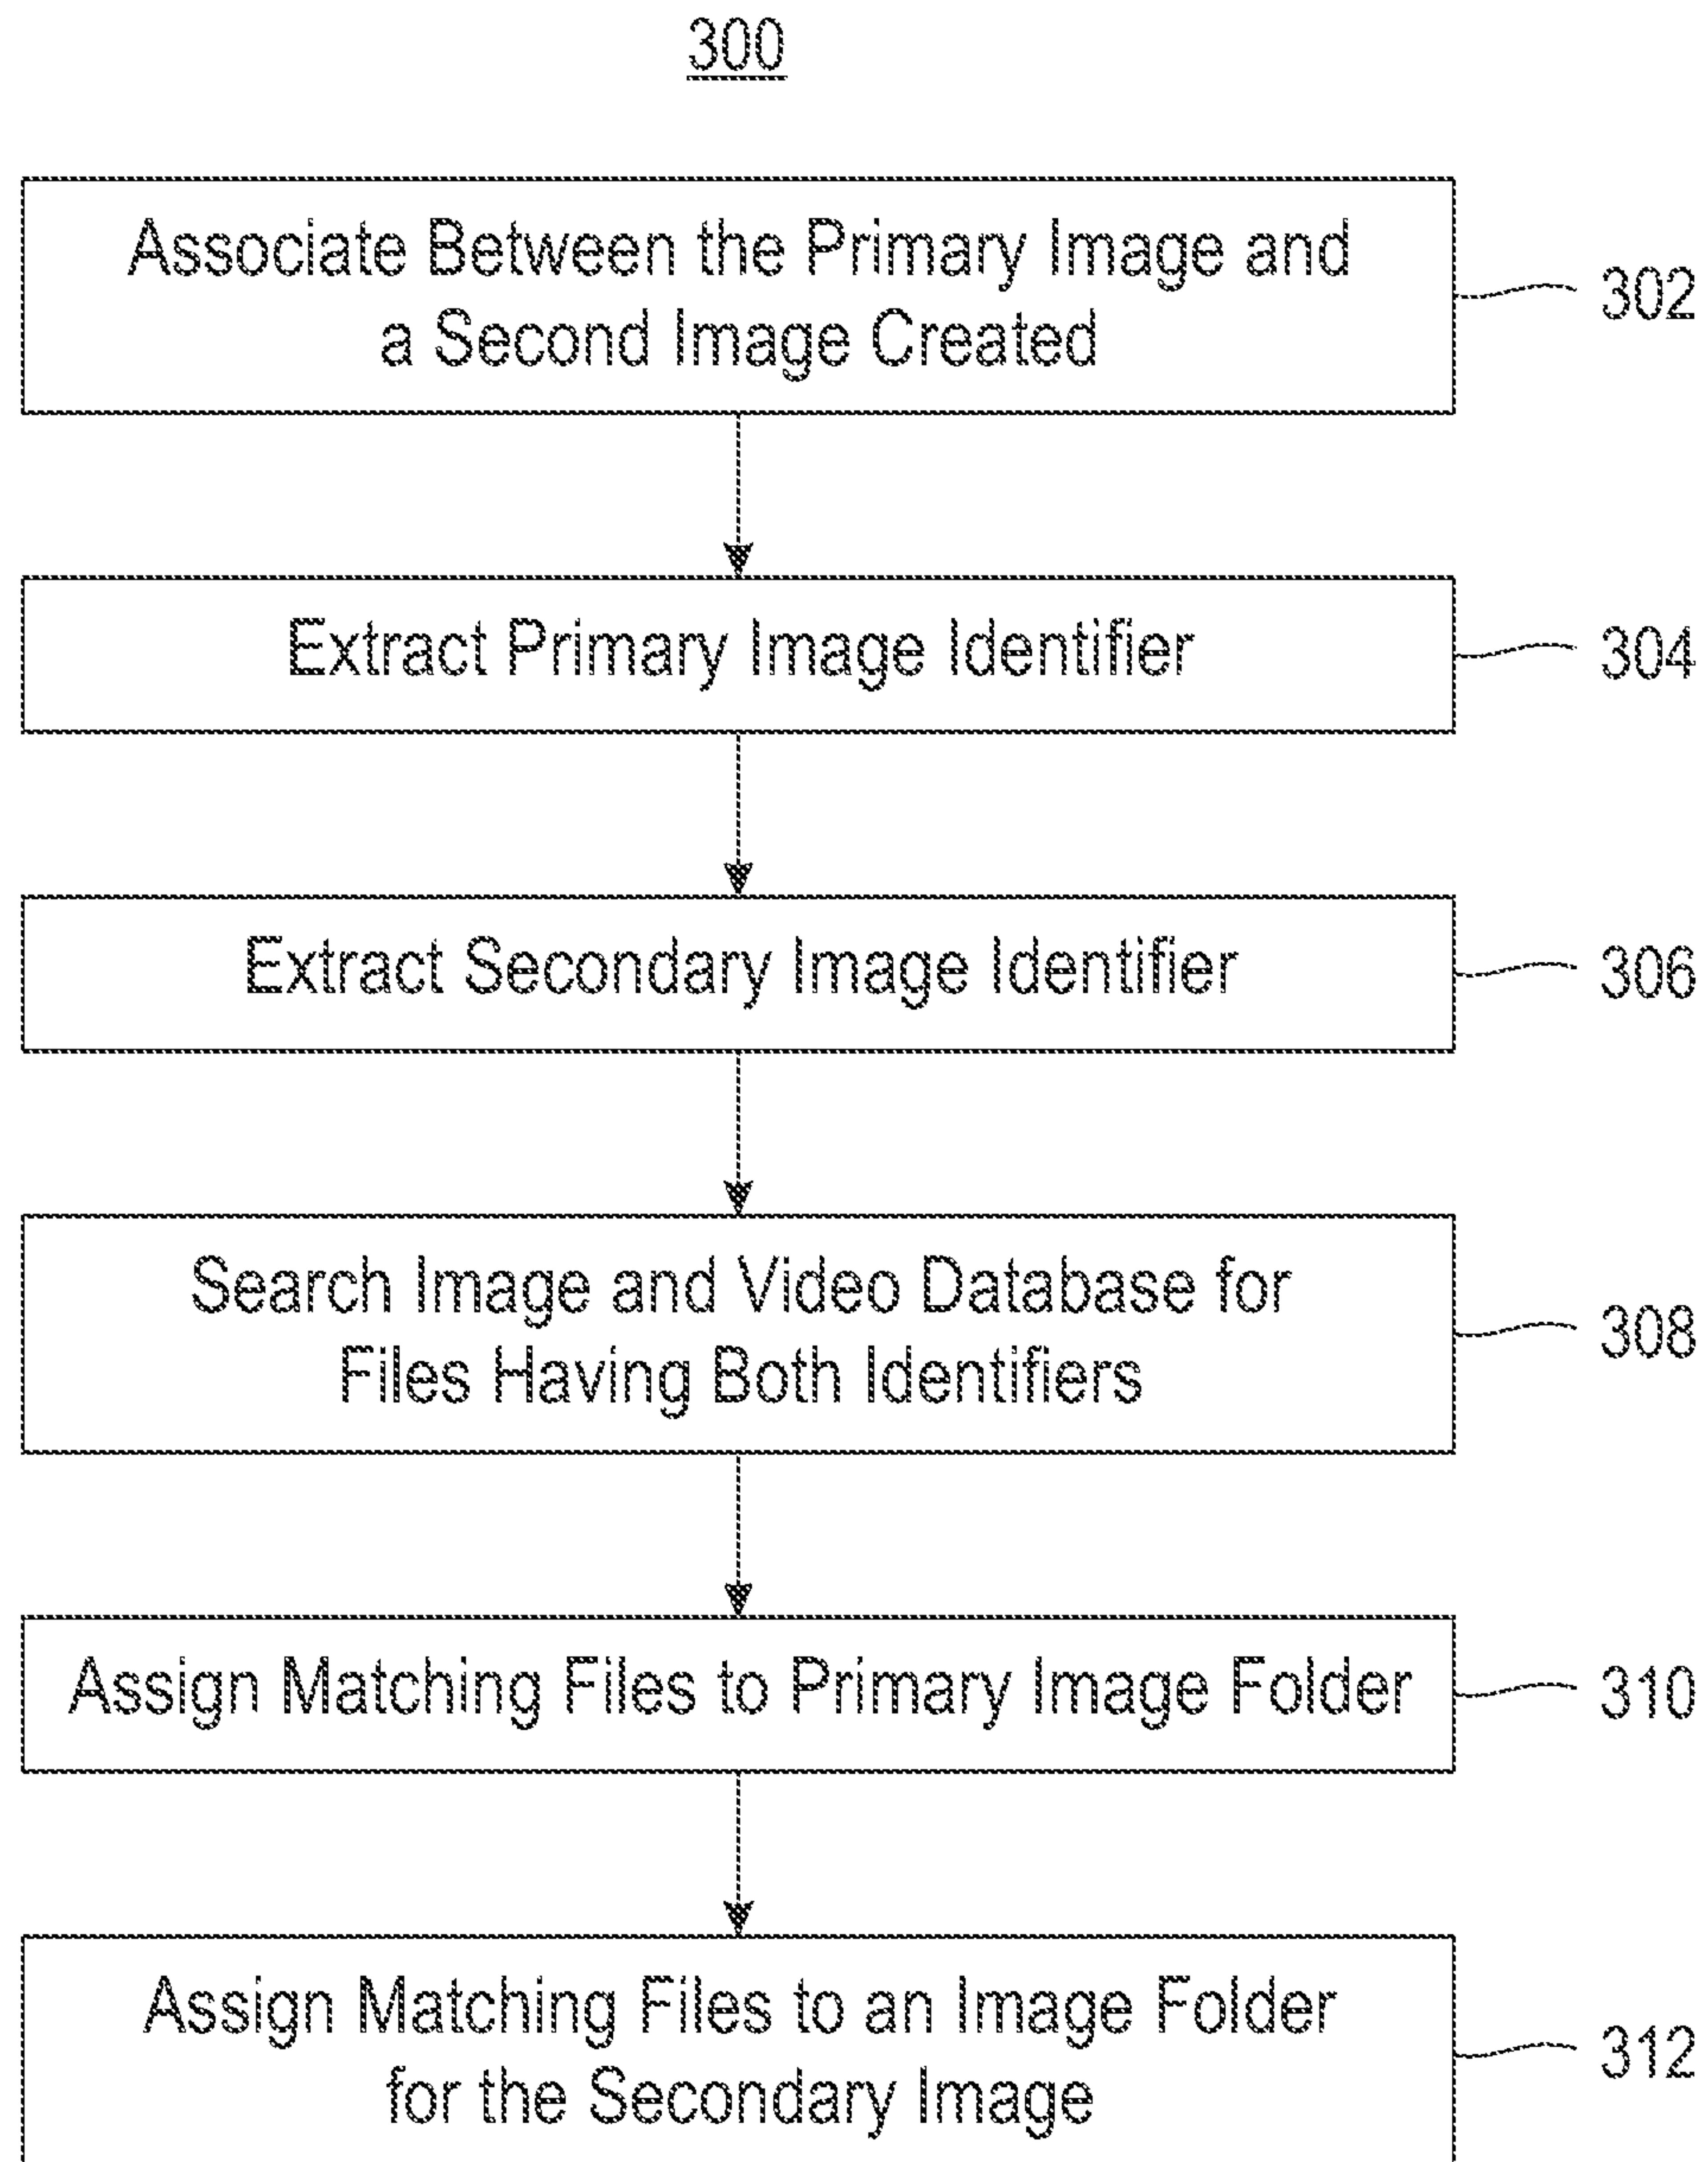 300
Associate Between the Primary Image and
a Second Image Created
302
Extract Primary Image Identifier
304
Extract Secondary Image Identifier
306
Search Image and Video Database for
Files Having Both Identifiers
308
Assign Matching Files to Primary Image Folder
310
Assign Matching Files to an Image Folder
for the Secondary Image
312